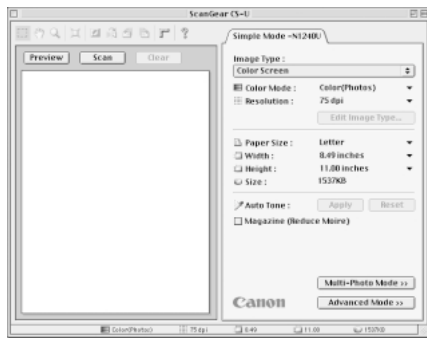 ScanGear CS-U
Simple Mode -N1240U
Preview Scan Clear
Image Type :
Color Screen
Color Mode : Color(Photos)
Resolution : 75 dpi
Edit Image Type...
Paper Size : Letter
Width : 8.49 inches
Height : 11.00 inches
Size : 1537KB
Auto Tone : Apply Reset
Magazine (Reduce Moire)
Multi-Photo Mode >>
Canon Advanced Mode >>
Color(Photos) 75 dpi 8.49 11.00 1537KB